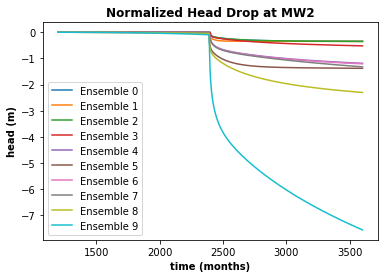 Normalized Head Drop at MW2
head (m)
0
−1
−2
−3
−4
−5
−6
−7
Ensemble 0
Ensemble 1
Ensemble 2
Ensemble 3
Ensemble 4
Ensemble 5
Ensemble 6
Ensemble 7
Ensemble 8
Ensemble 9
1500 2000 2500 3000 3500
time (months)